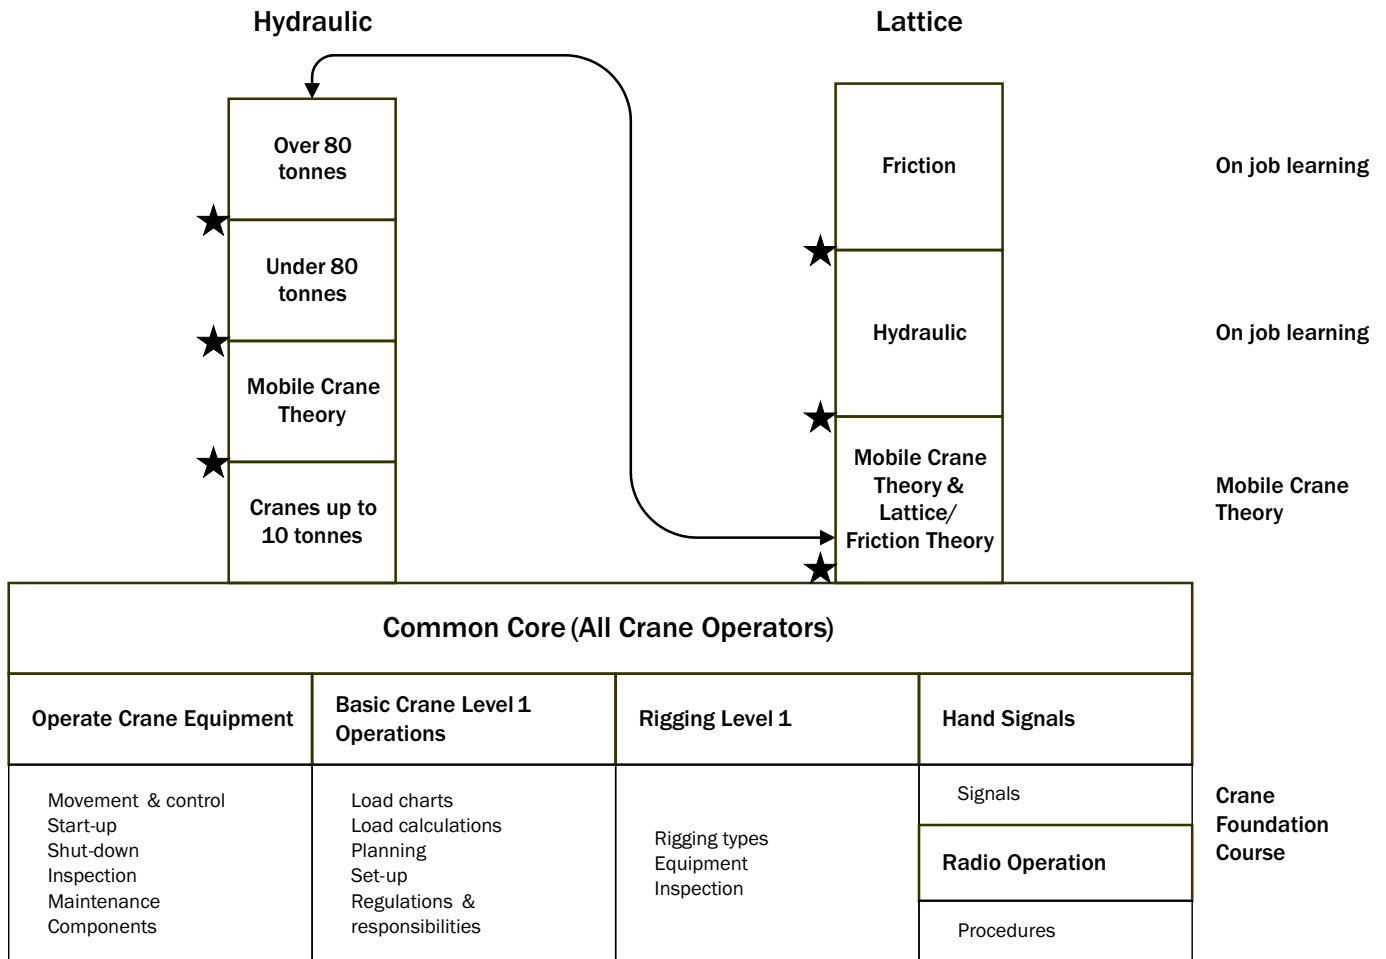 Hydraulic
Lattice
Over 80
tonnes
Under 80
tonnes
Mobile Crane
Theory
Cranes up to
10 tonnes
Friction
On job learning
Hydraulic
On job learning
Mobile Crane
Theory &
Lattice/
Friction Theory
Mobile Crane
Theory
Common Core (All Crane Operators)
Operate Crane Equipment
Basic Crane Level 1
Operations
Rigging Level 1
Hand Signals
Movement & control
Start-up
Shut-down
Inspection
Maintenance
Components
Load charts
Load calculations
Planning
Set-up
Regulations &
responsibilities
Rigging types
Equipment
Inspection
Signals
Radio Operation
Procedures
Crane
Foundation
Course